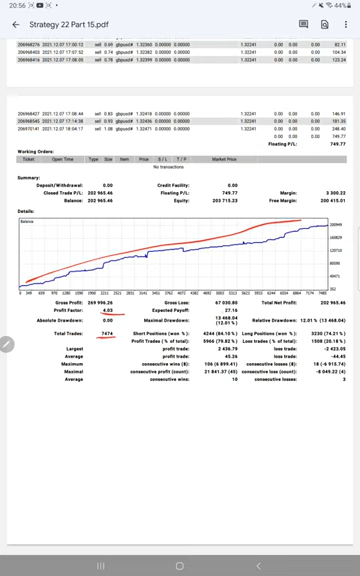 20:56
44%
Strategy 22 Part 15.pdf
206968276 2021.12.07 17:00:12 sell 0.69 gbpusd# 1.32360 0.00000 0.00000 1.32241 0.00 0.00 0.00 82.11
206968403 2021.12.07 17:07:52 sell 0.74 gbpusd# 1.32382 0.00000 0.00000 1.32241 0.00 0.00 0.00 104.34
206968416 2021.12.07 17:08:05 sell 0.78 gbpusd# 1.32399 0.00000 0.00000 1.32241 0.00 0.00 0.00 123.24
206968427 2021.12.07 17:08:44 sell 0.83 gbpusd# 1.32418 0.00000 0.00000 1.32241 0.00 0.00 0.00 146.91
206968545 2021.12.07 17:14:38 sell 0.93 gbpusd# 1.32436 0.00000 0.00000 1.32241 0.00 0.00 0.00 181.35
206970141 2021.12.07 18:04:17 sell 1.08 gbpusd# 1.32471 0.00000 0.00000 1.32241 0.00 0.00 0.00 248.40
0.00 0.00 0.00 749.77
Floating P/L: 749.77
Working Orders:
Ticket Open Time Type Size Item Price S / L T / P Market Price
No transactions
Summary:
Deposit/Withdrawal: 0.00 Credit Facility: 0.00
Closed Trade P/L: 202 965.46 Floating P/L: 749.77 Margin: 3 300.22
Balance: 202 965.46 Equity: 203 715.23 Free Margin: 200 415.01
Details:
Balance
Gross Profit: 269 996.26 Gross Loss: 67 030.80 Total Net Profit: 202 965.46
Profit Factor: 4.03 Expected Payoff: 27.16
Absolute Drawdown: 0.00 Maximal Drawdown: 13 468.04 (12.01 %) Relative Drawdown: 12.01 % (13 468.04)
Total Trades: 7474 Short Positions (won %) 4244 (84.10 %) Long Positions (won %) 3230 (74.21 %)
Profit Trades (% of total): 5966 (79.82 %) Loss trades (% of total): 1508 (20.18 %)
Largest profit trade: 2 436.79 loss trade: -2 423.05
Average profit trade: 45.26 loss trade: -44.45
Maximum consecutive wins ($): 106 (6 899.41) consecutive losses ($): 18 (-6 915.74)
Maximal consecutive profit (count): 21 841.37 (45) consecutive loss (count): -8 049.22 (4)
Average consecutive wins: 10 consecutive losses: 3